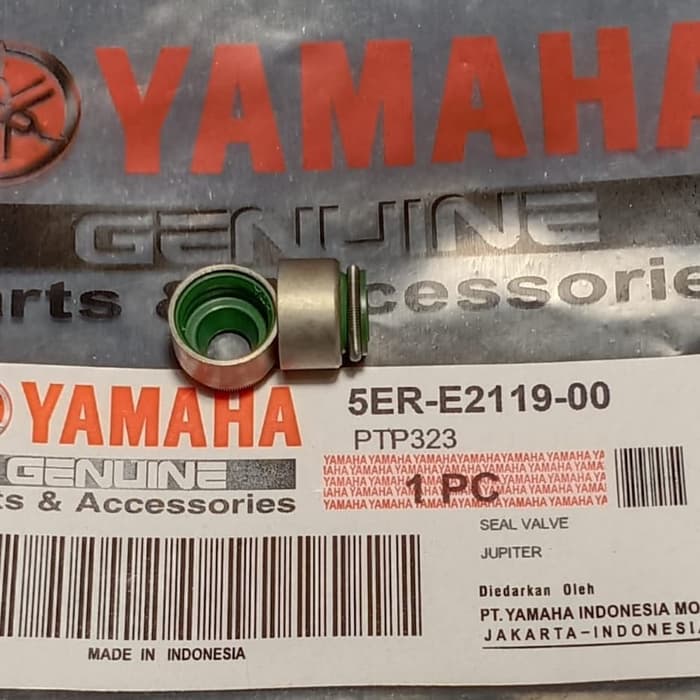 YAMAHA
GENUINE
arts & Accessories
YAMAHA
GENUINE
ts & Accessories
5ER-E2119-00
PTP323
1 PC
SEAL VALVE
JUPITER
Diedarkan Oleh
PT. YAMAHA INDONESIA MO
JAKARTA-INDONESIA
MADE IN INDONESIA